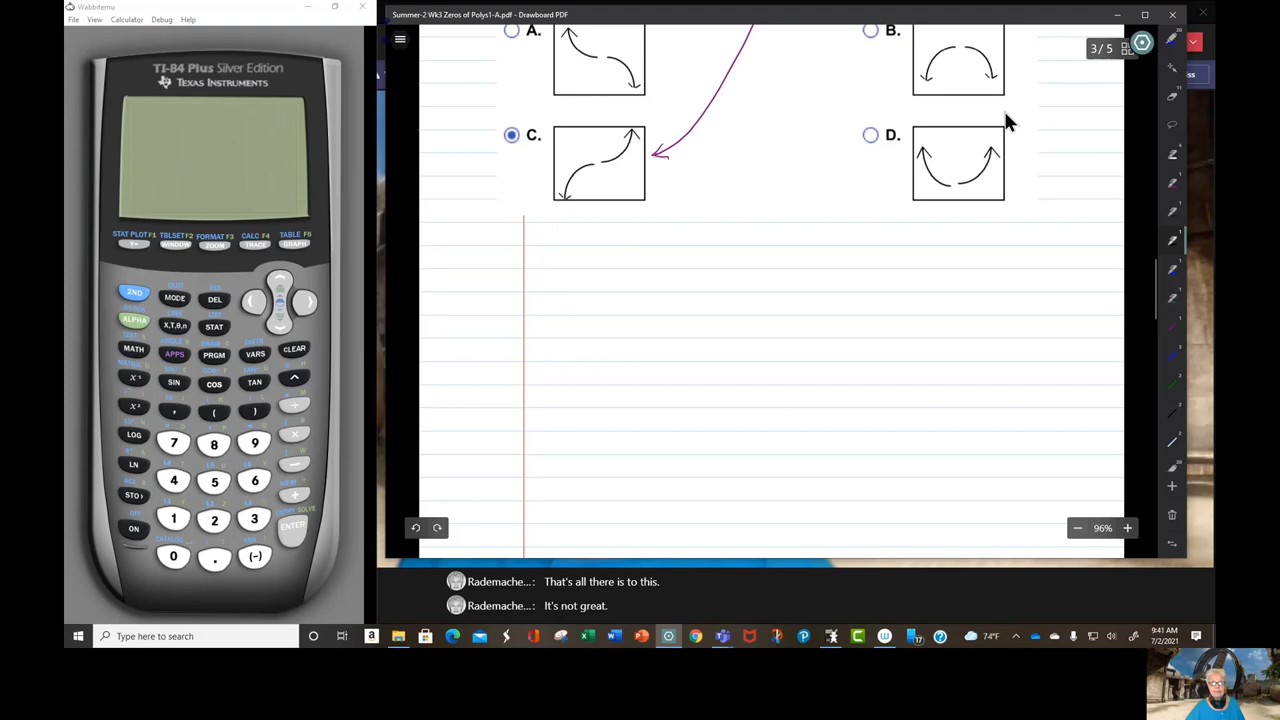 Wabbitemu
File View Calculator Debug Help
TI-84 Plus Silver Edition
TEXAS INSTRUMENTS
STAT PLOT F1 TBLSET F2 FORMAT F3 CALC F4 TABLE F5
Y= WINDOW ZOOM TRACE GRAPH
2ND MODE DEL
ALPHA X,T,θ,n STAT
MATH APPS PRGM VARS CLEAR
SIN COS TAN ^
, ( )
LOG 7 8 9 ×
LN 4 5 6 −
STO› 1 2 3 +
ON 0 . (−) ENTER
Summer-2 Wk3 Zeros of Polys1-A.pdf - Drawboard PDF
3/5
A.
B.
C.
D.
96%
Rademache...: That's all there is to this.
Rademache...: It's not great.
Type here to search
74°F
9:41 AM
7/2/2021